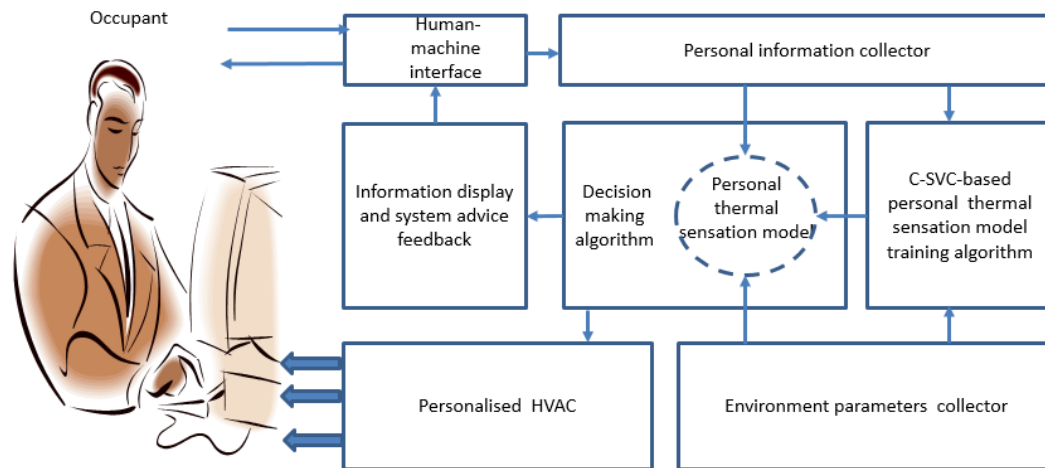 Occupant
Human-
machine
interface
Personal information collector
Information display
and system advice
feedback
Decision
making
algorithm
Personal
thermal
sensation model
C-SVC-based
personal thermal
sensation model
training algorithm
Personalised HVAC
Environment parameters collector